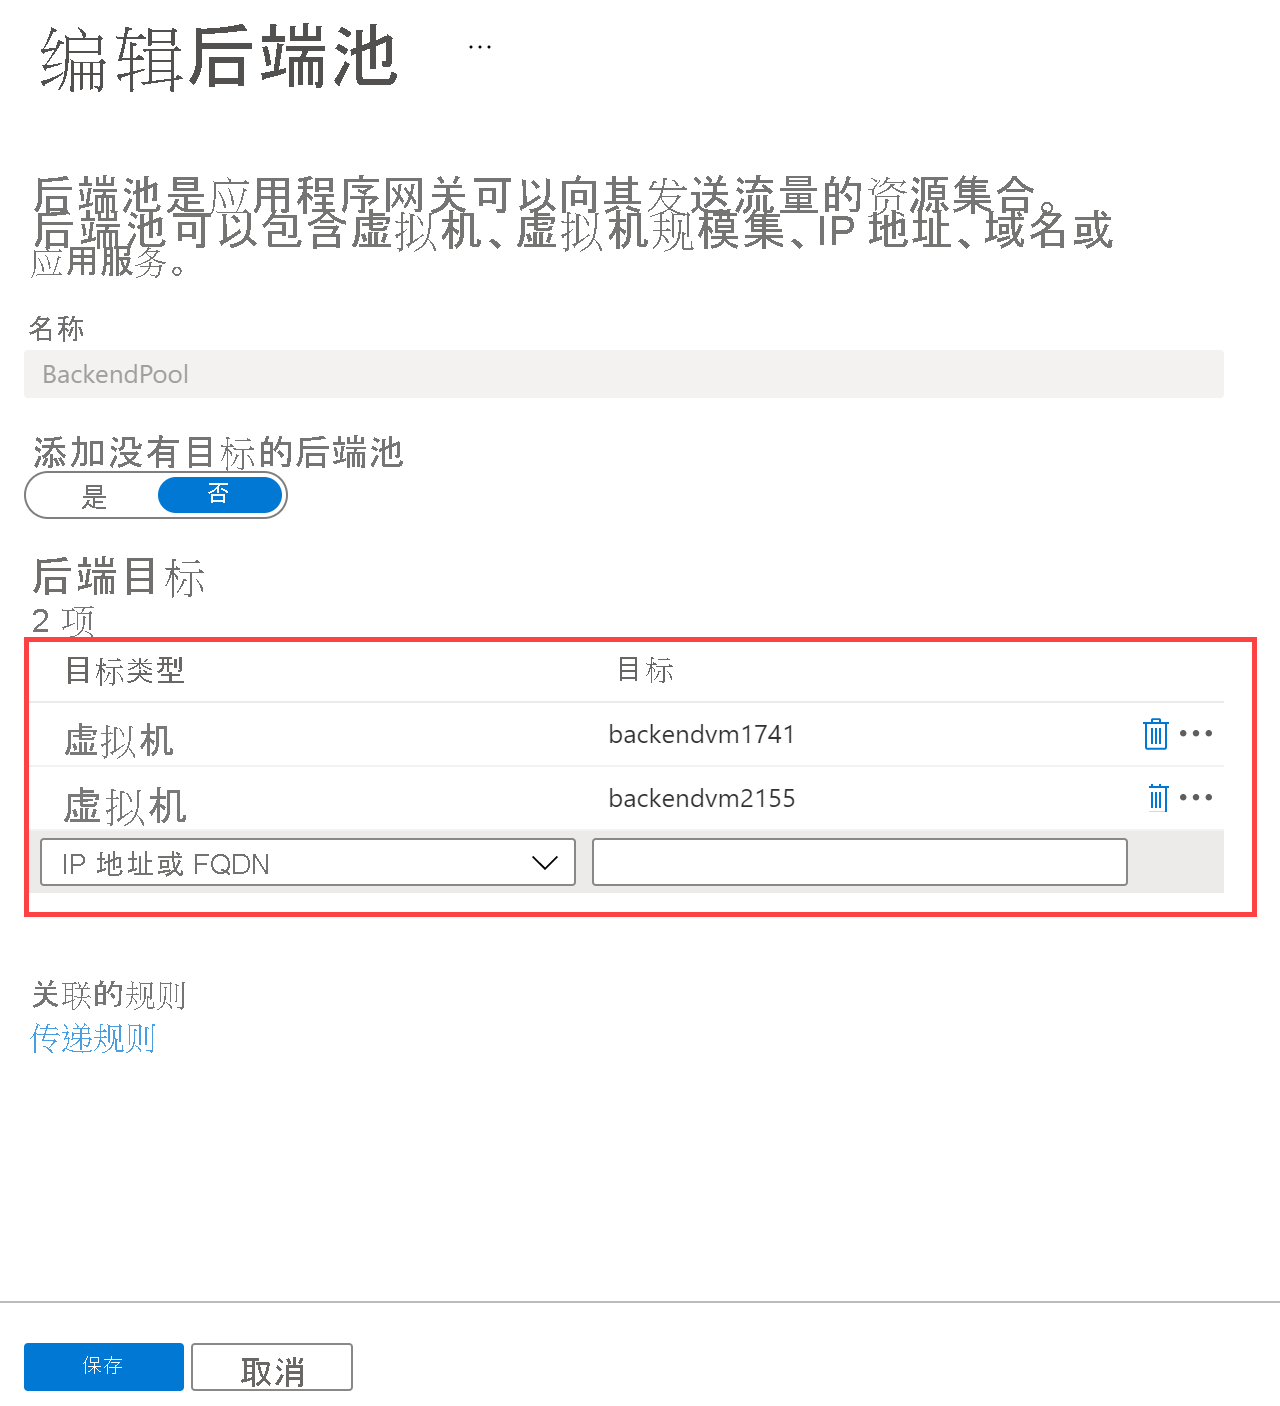 编辑后端池 ...
后端池是应用程序网关可以向其发送流量的资源集合。
后端池可以包含虚拟机、虚拟机规模集、IP 地址、域名或
应用服务。
名称
BackendPool
添加没有目标的后端池
是 否
后端目标
2 项
目标类型 目标
虚拟机 backendvm1741
虚拟机 backendvm2155
IP 地址或 FQDN
关联的规则
传递规则
保存 取消